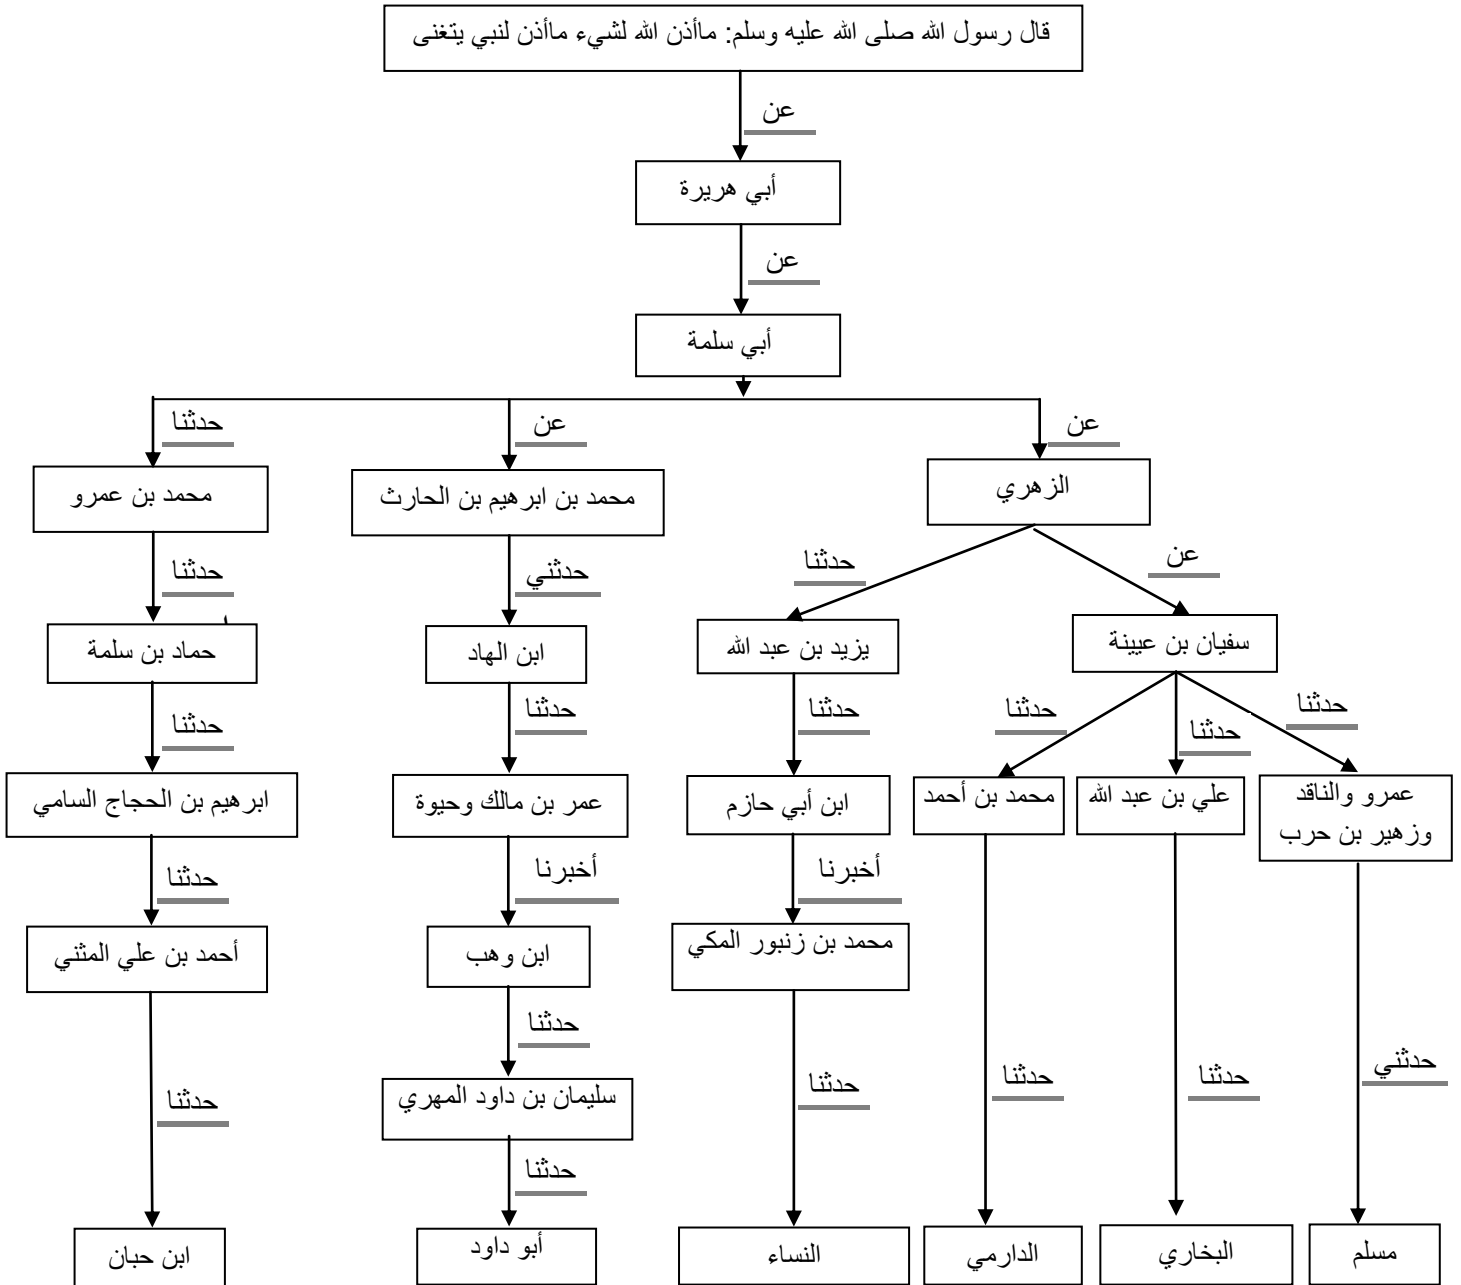 قال رسول الله صلى الله عليه وسلم: ماأذن الله لشيء ماأذن لنبي يتغنى
عن
أبي هريرة
عن
أبي سلمة
عن
عن
حدثنا
الزهري
محمد بن ابرهيم بن الحارث
محمد بن عمرو
عن
حدثنا
حدثني
حدثنا
سفيان بن عيينة
يزيد بن عبد الله
ابن الهاد
حماد بن سلمة
حدثنا
حدثنا
حدثنا
حدثنا
حدثنا
حدثنا
عمرو والناقد
وزهير بن حرب
علي بن عبد الله
محمد بن أحمد
ابن أبي حازم
عمر بن مالك وحيوة
ابرهيم بن الحجاج السامي
أخبرنا
أخبرنا
حدثنا
محمد بن زنبور المكي
ابن وهب
أحمد بن علي المثني
حدثنا
حدثني
حدثنا
حدثنا
حدثنا
سليمان بن داود المهري
حدثنا
حدثنا
مسلم
البخاري
الدارمي
النساء
أبو داود
ابن حبان